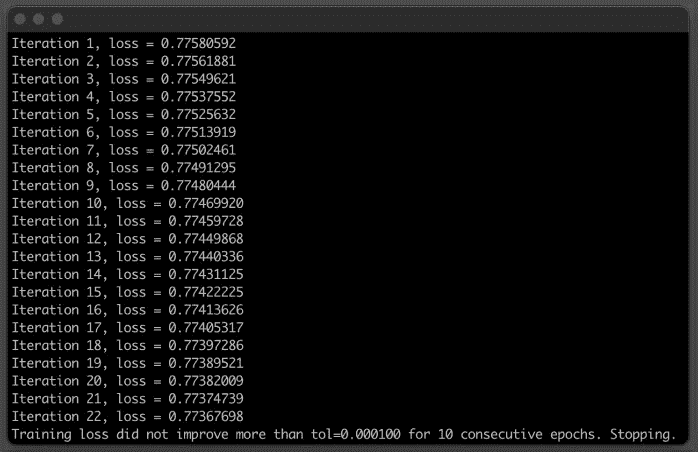 Iteration 1, loss = 0.77580592
Iteration 2, loss = 0.77561881
Iteration 3, loss = 0.77549621
Iteration 4, loss = 0.77537552
Iteration 5, loss = 0.77525632
Iteration 6, loss = 0.77513919
Iteration 7, loss = 0.77502461
Iteration 8, loss = 0.77491295
Iteration 9, loss = 0.77480444
Iteration 10, loss = 0.77469920
Iteration 11, loss = 0.77459728
Iteration 12, loss = 0.77449868
Iteration 13, loss = 0.77440336
Iteration 14, loss = 0.77431125
Iteration 15, loss = 0.77422225
Iteration 16, loss = 0.77413626
Iteration 17, loss = 0.77405317
Iteration 18, loss = 0.77397286
Iteration 19, loss = 0.77389521
Iteration 20, loss = 0.77382009
Iteration 21, loss = 0.77374739
Iteration 22, loss = 0.77367698
Training loss did not improve more than tol=0.000100 for 10 consecutive epochs. Stopping.